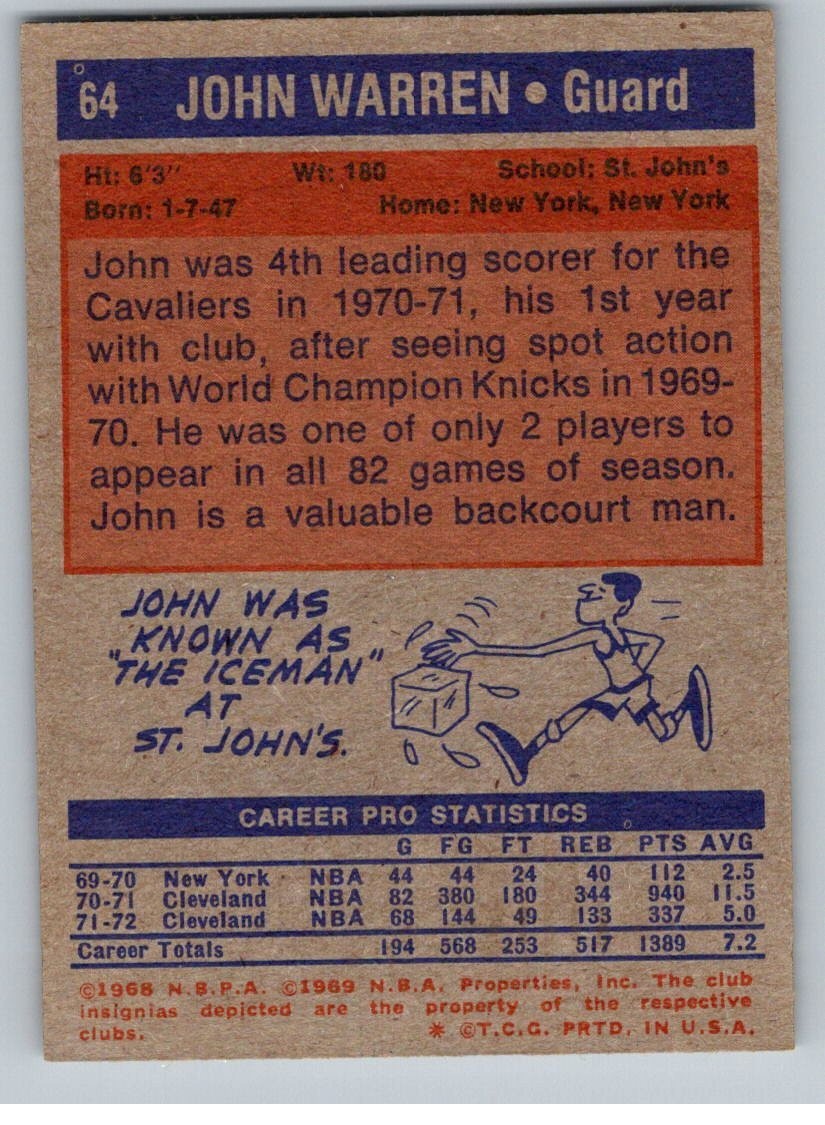 64 JOHN WARREN • Guard
Ht: 6'3" Wt: 180 School: St. John's
Born: 1-7-47 Home: New York, New York
John was 4th leading scorer for the
Cavaliers in 1970-71, his 1st year
with club, after seeing spot action
with World Champion Knicks in 1969-
70. He was one of only 2 players to
appear in all 82 games of season.
John is a valuable backcourt man.
JOHN WAS
KNOWN AS
"THE ICEMAN"
AT
ST. JOHN'S.
CAREER PRO STATISTICS
G FG FT REB PTS AVG
69-70 New York NBA 44 44 24 40 112 2.5
70-71 Cleveland NBA 82 380 180 344 940 11.5
71-72 Cleveland NBA 68 144 49 133 337 5.0
Career Totals 194 568 253 517 1389 7.2
©1968 N.B.P.A. ©1969 N.B.A. Properties, Inc. The club
insignias depicted are the property of the respective
clubs. * ©T.C.G. PRTD. IN U.S.A.